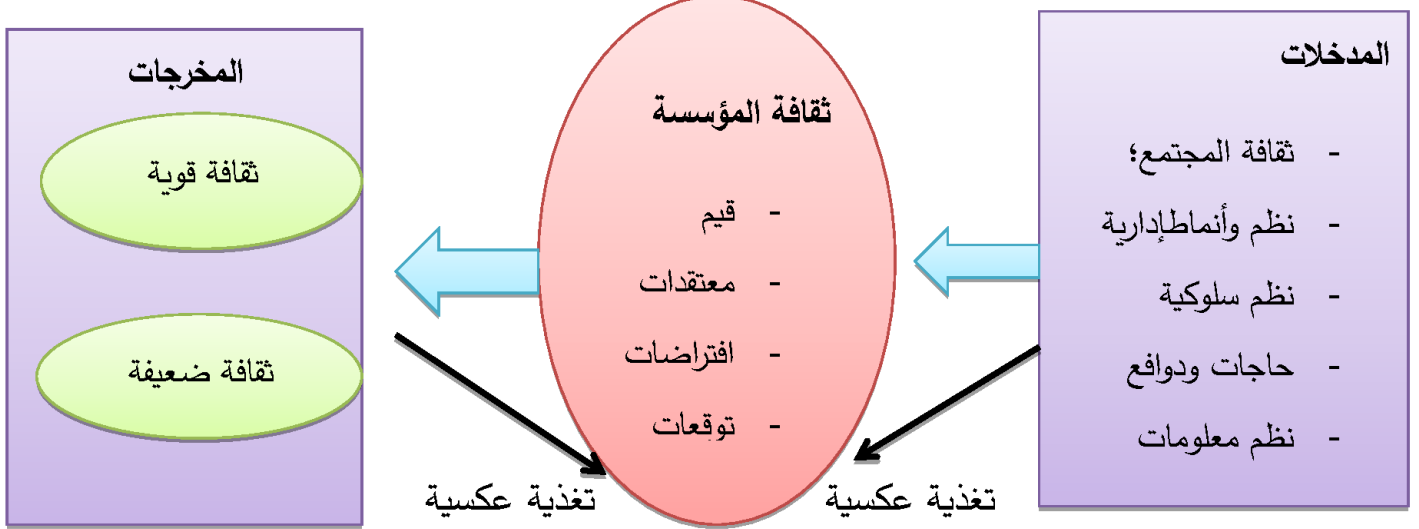 المدخلات
- ثقافة المجتمع؛
- نظم وأنماطإدارية
- نظم سلوكية
- حاجات ودوافع
- نظم معلومات
ثقافة المؤسسة
- قيم
- معتقدات
- افتراضات
- توقعات
المخرجات
ثقافة قوية
ثقافة ضعيفة
تغذية عكسية
تغذية عكسية